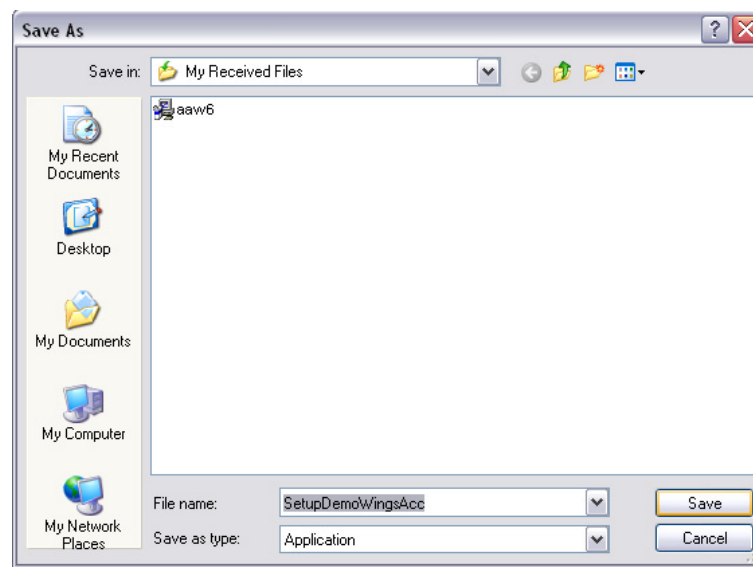 Save As
Save in:
My Received Files
aaw6
My Recent
Documents
Desktop
My Documents
My Computer
My Network
Places
File name:
SetupDemoWingsAcc
Save
Save as type:
Application
Cancel